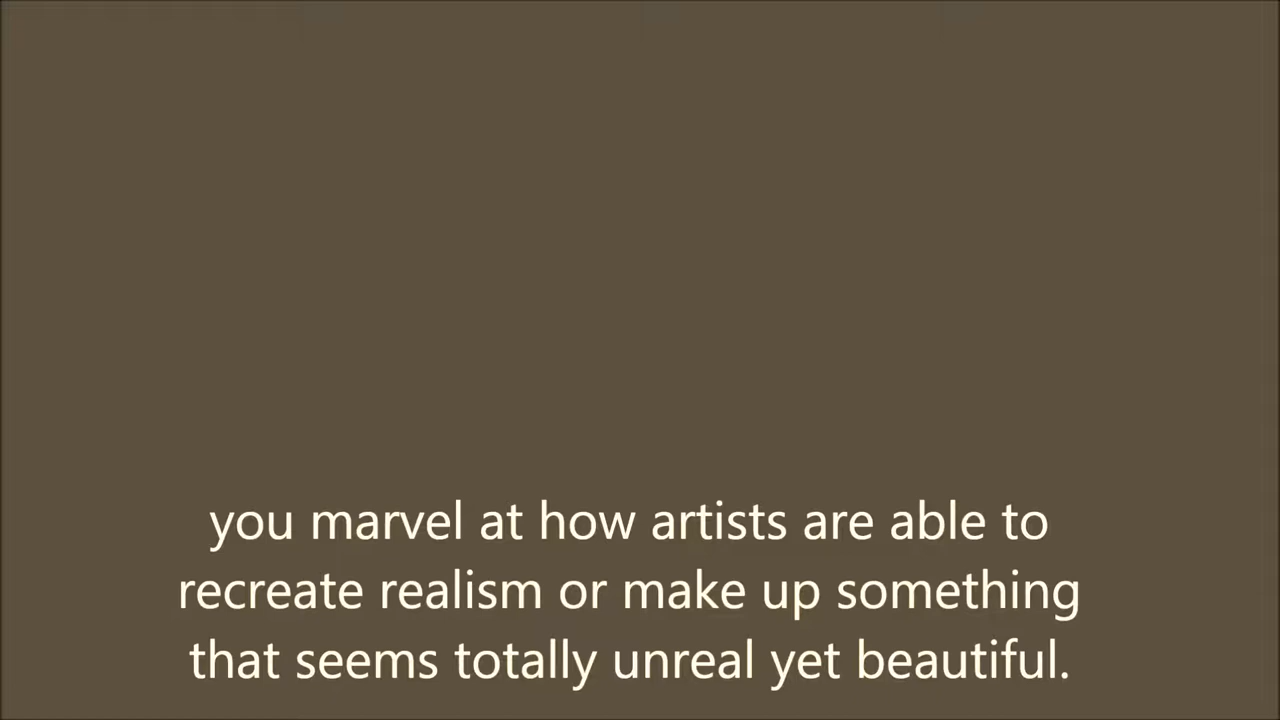 you marvel at how artists are able to
recreate realism or make up something
that seems totally unreal yet beautiful.